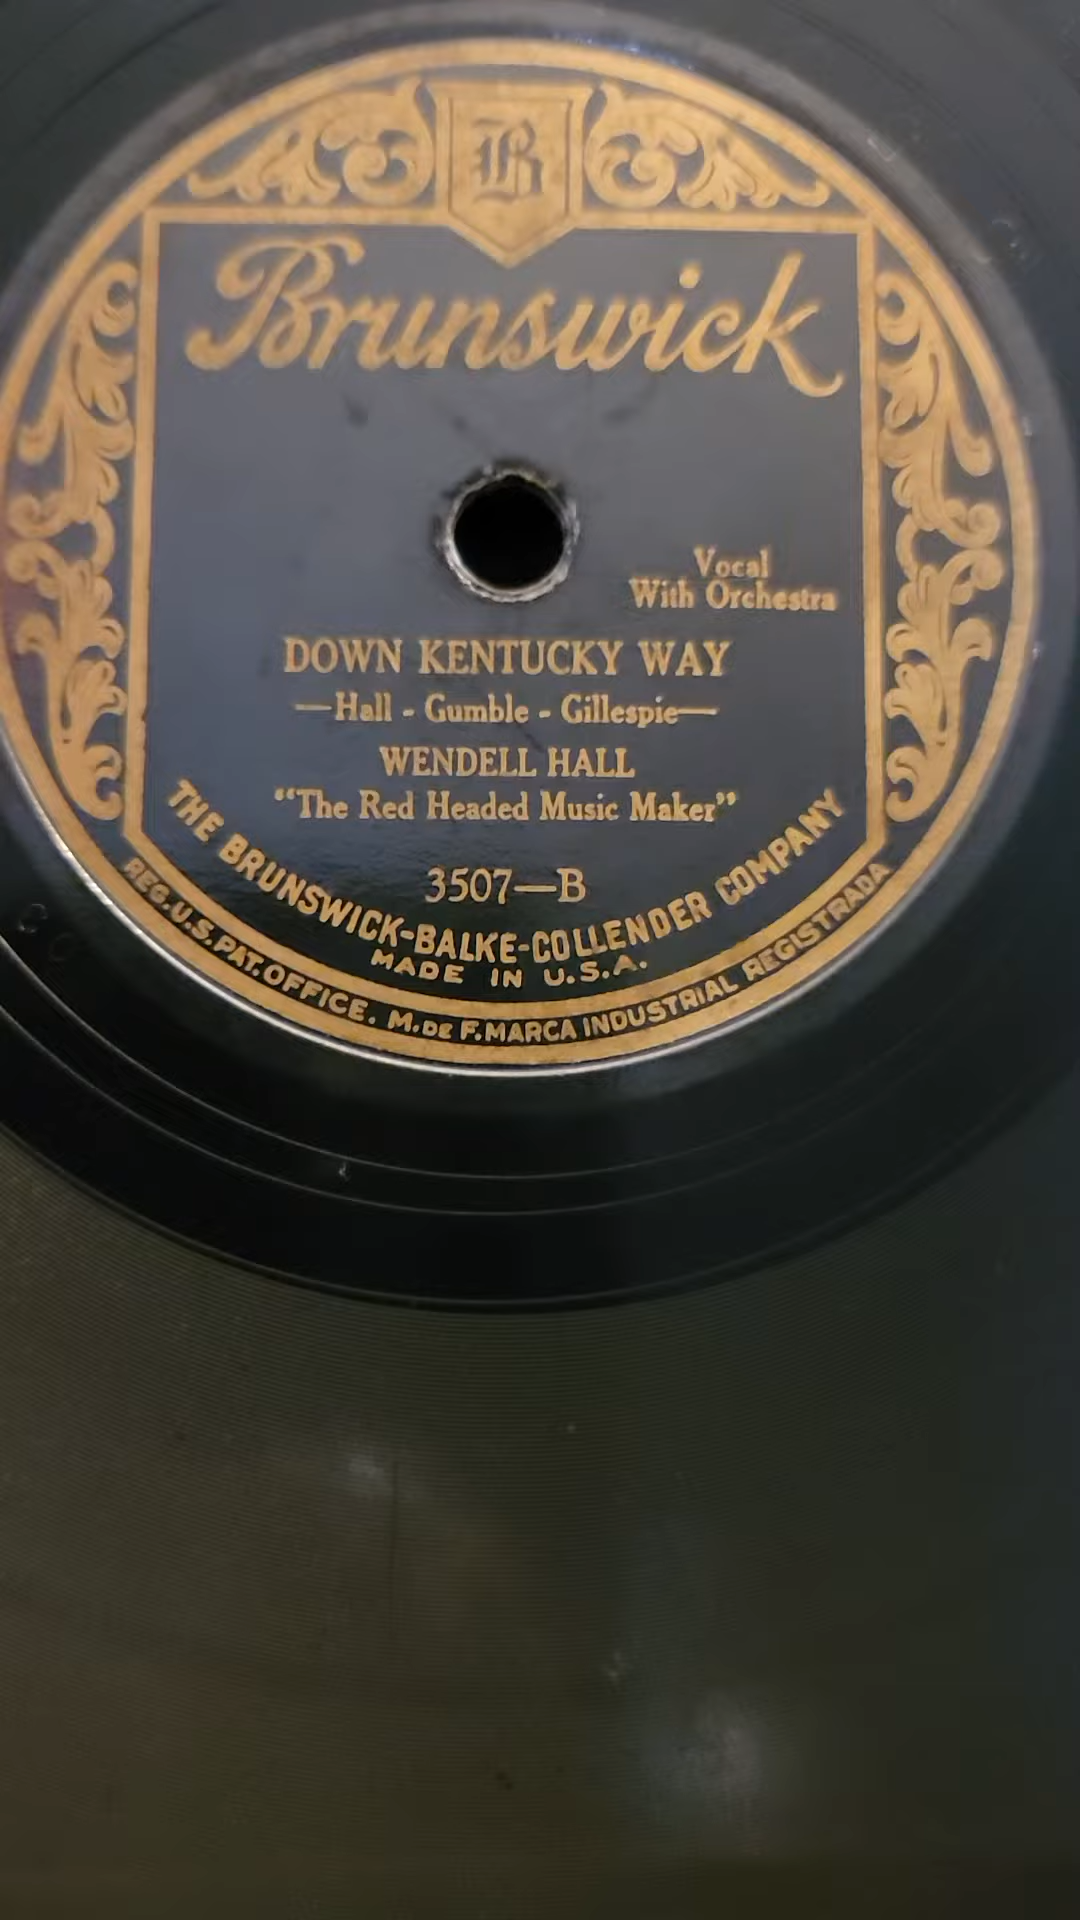 B
Brunswick
Vocal
With Orchestra
DOWN KENTUCKY WAY
—Hall - Gumble - Gillespie—
WENDELL HALL
“The Red Headed Music Maker”
3507—B
THE BRUNSWICK-BALKE-COLLENDER COMPANY
MADE IN U.S.A.
REG.U.S.PAT.OFFICE. M.DE F.MARCA INDUSTRIAL REGISTRADA